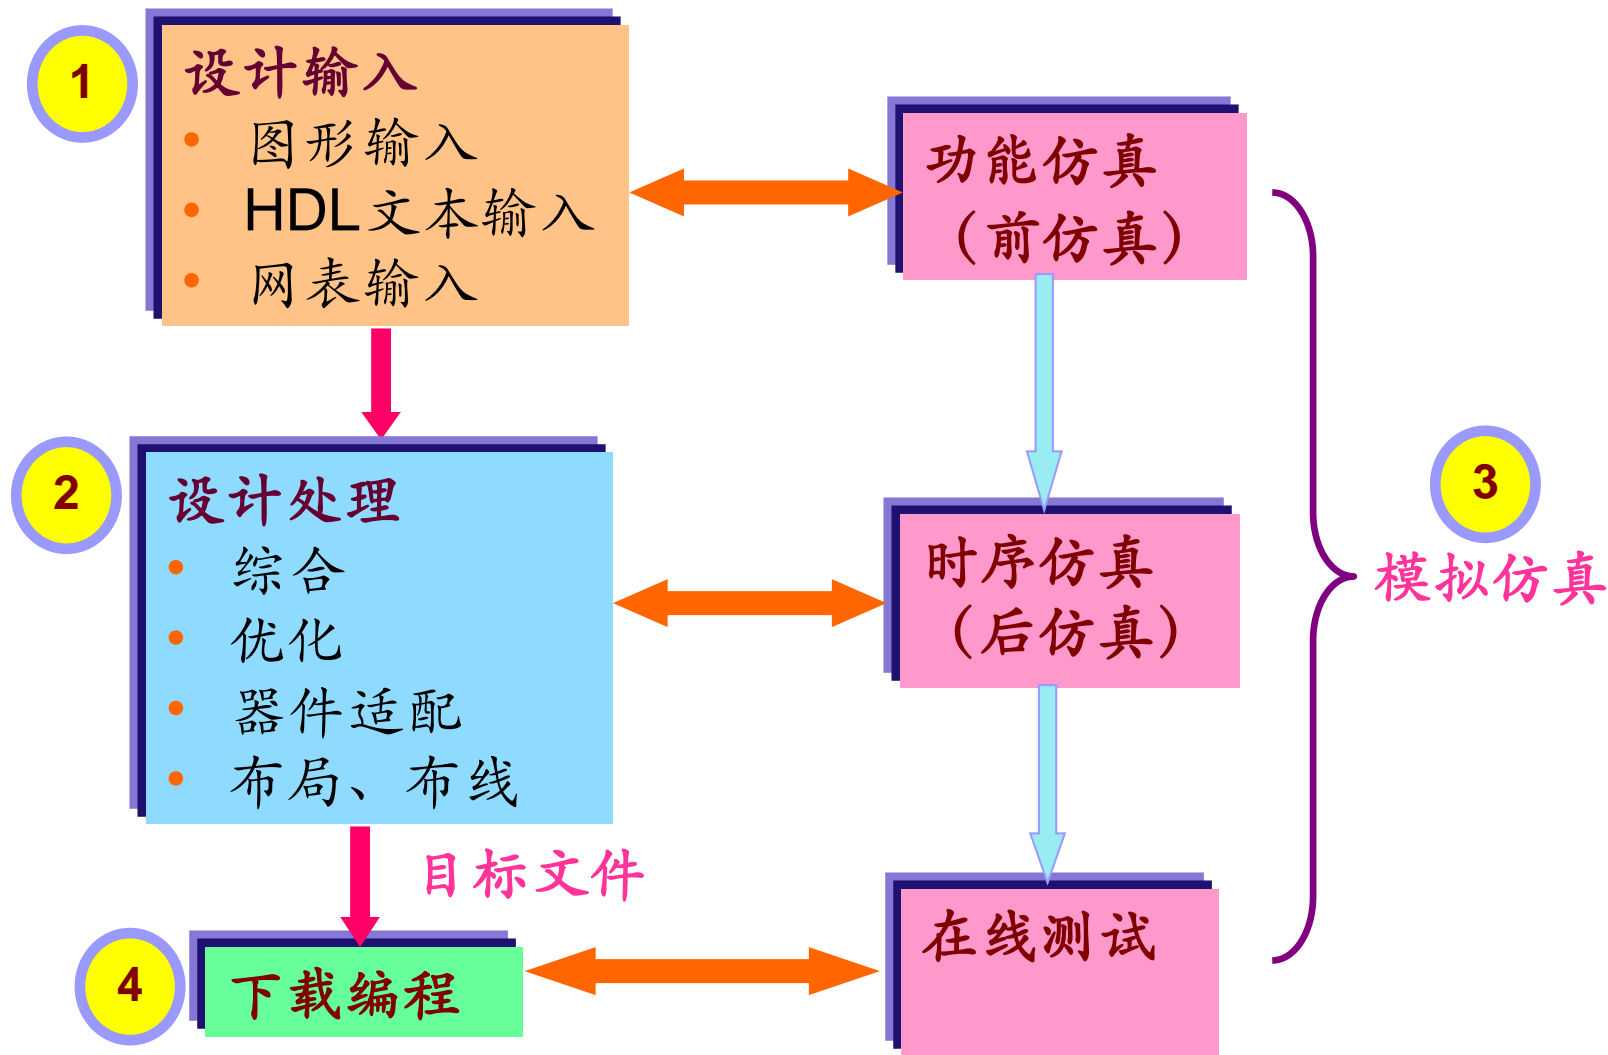 1
设计输入
• 图形输入
• HDL文本输入
• 网表输入
功能仿真
（前仿真）
2
设计处理
• 综合
• 优化
• 器件适配
• 布局、布线
时序仿真
（后仿真）
3
模拟仿真
目标文件
4
下载编程
在线测试